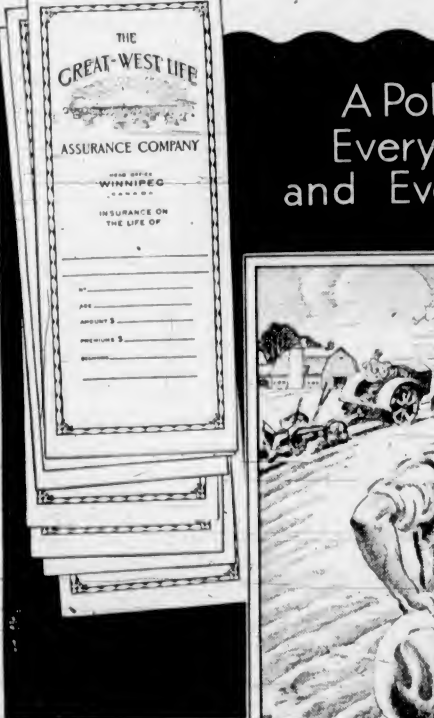 THE
GREAT-WEST LIFE
ASSURANCE COMPANY
HEAD OFFICE
WINNIPEG
CANADA
INSURANCE ON
THE LIFE OF
Nº
AGE
AMOUNT $
PREMIUMS $
A Pol
Every
and Ev